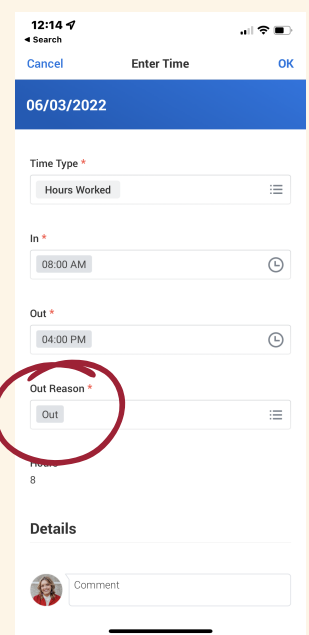 12:14
◄ Search
Cancel Enter Time OK
06/03/2022
Time Type *
Hours Worked
In *
08:00 AM
Out *
04:00 PM
Out Reason *
Out
Hours
8
Details
Comment